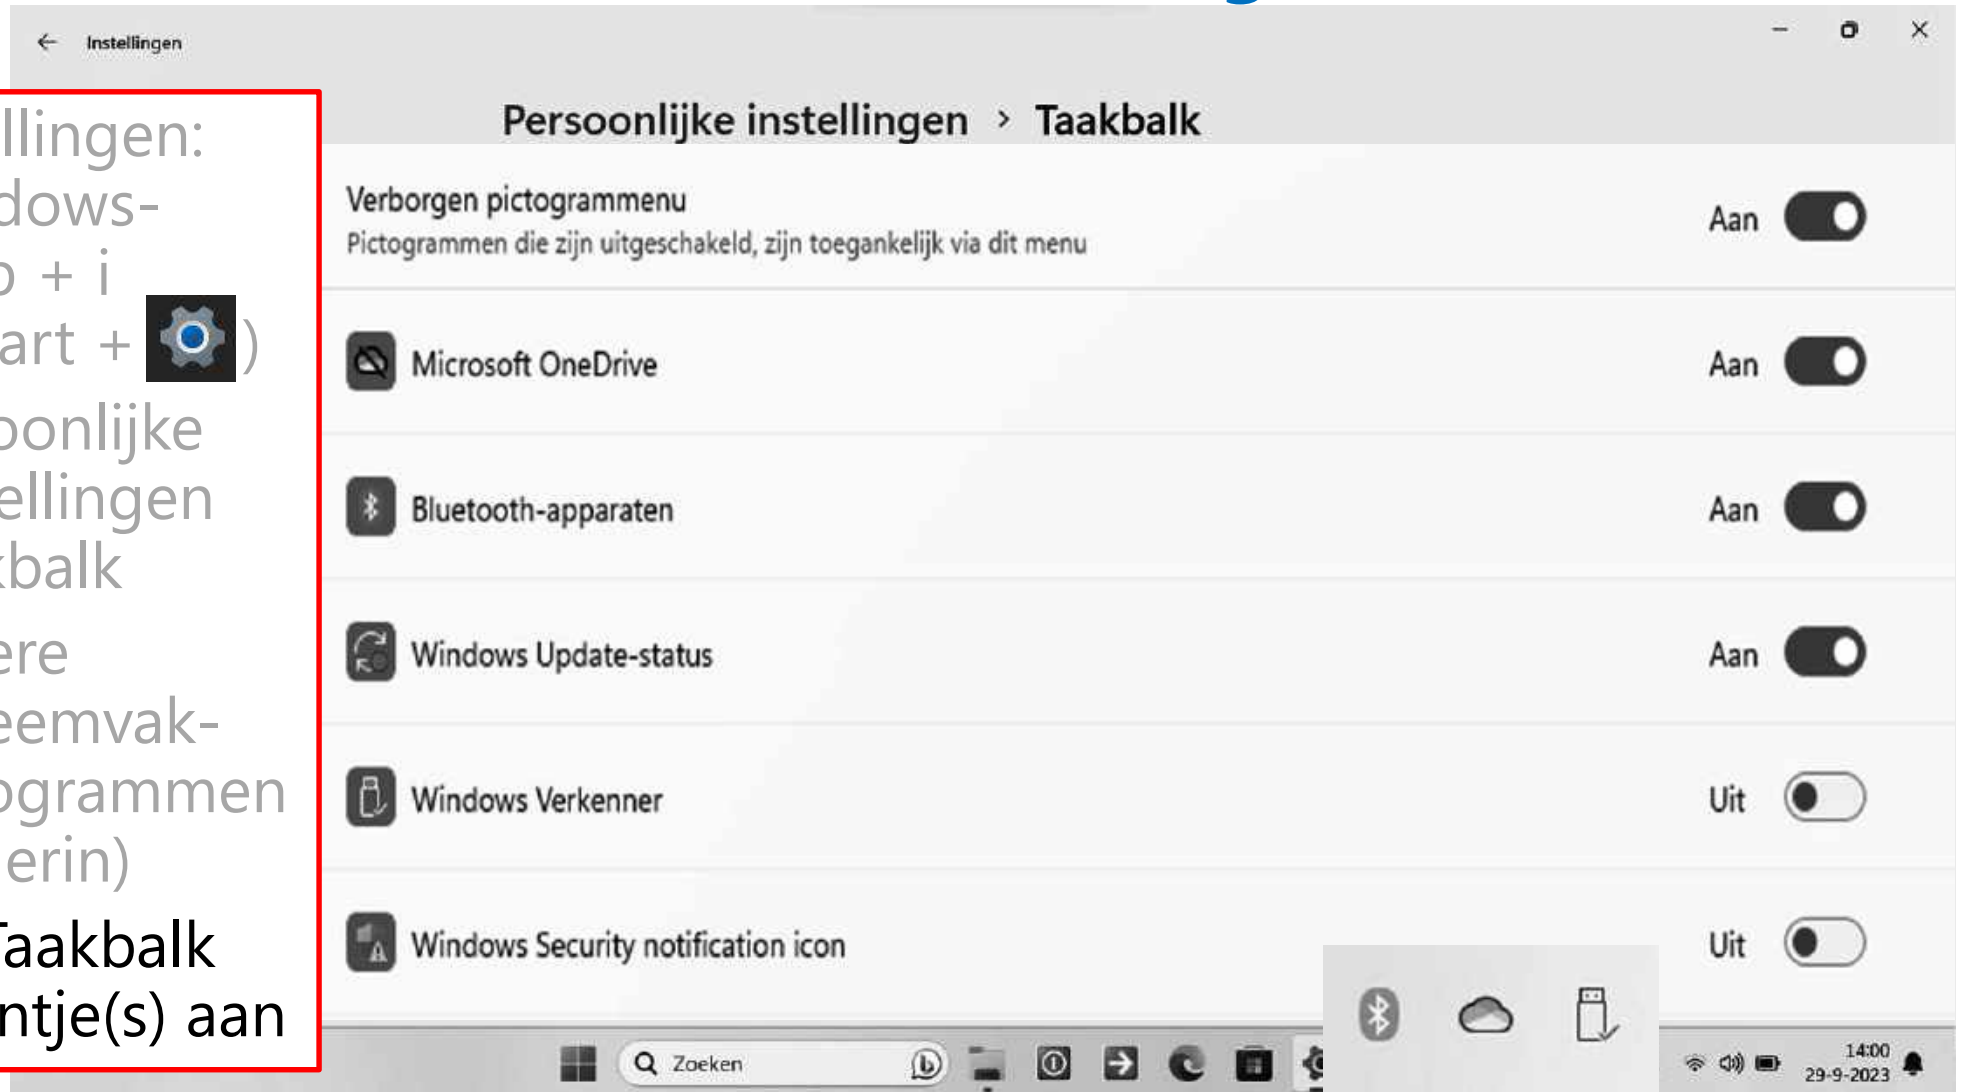 Instellingen
llingen:
dows-
+ i
art + )
oonlijke
ellingen
kbalk
ere
eemvak-
ogrammen
erin)
Taakbalk
ntje(s) aan
Persoonlijke instellingen > Taakbalk
Verborgen pictogrammenu
Pictogrammen die zijn uitgeschakeld, zijn toegankelijk via dit menu
Aan
Microsoft OneDrive
Aan
Bluetooth-apparaten
Aan
Windows Update-status
Aan
Windows Verkenner
Uit
Windows Security notification icon
Uit
Zoeken
14:00
29-9-2023